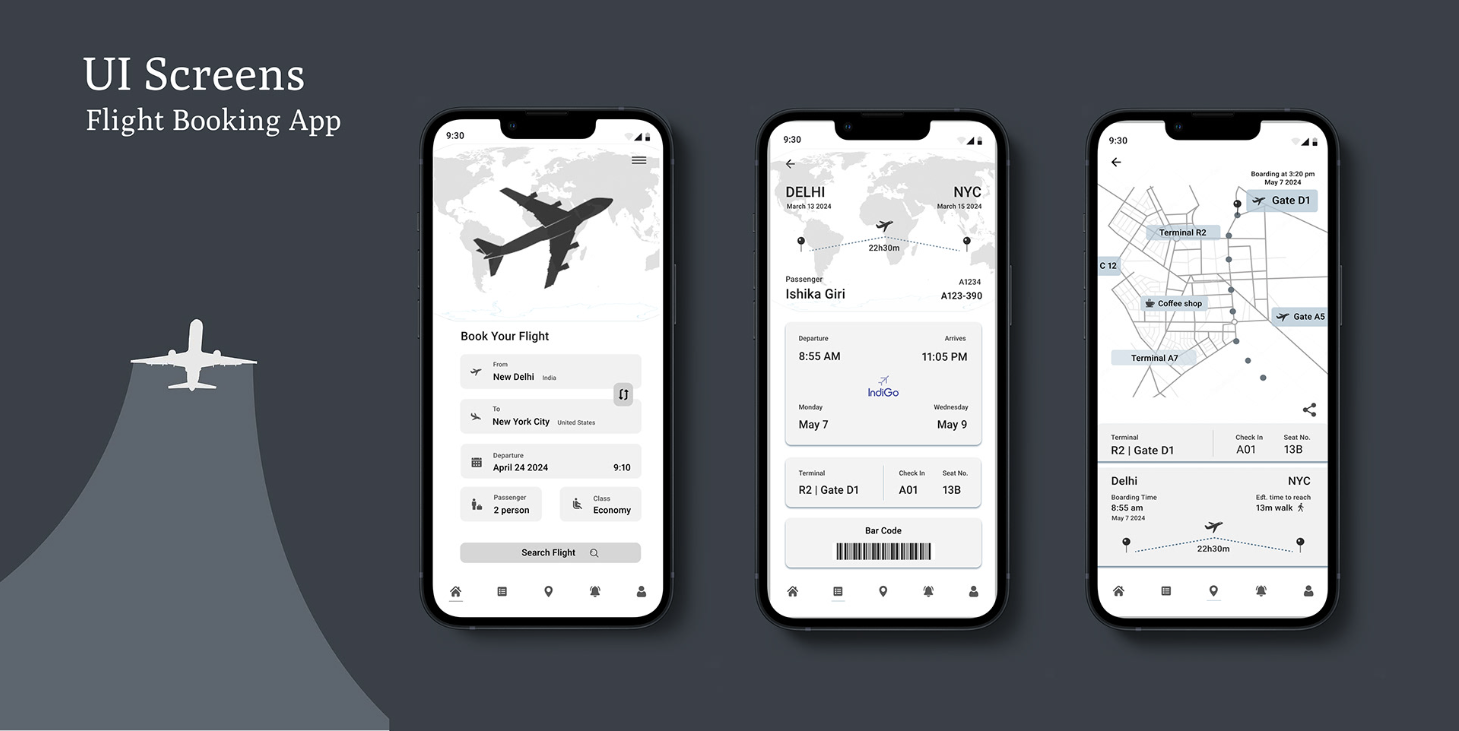 UI Screens
Flight Booking App
9:30
Book Your Flight
From
New Delhi India
To
New York City United States
Departure
April 24 2024 9:10
Passenger
2 person
Class
Economy
Search Flight
9:30
DELHI NYC
March 13 2024 March 15 2024
22h30m
Passenger A1234
Ishika Giri A123-390
Departure Arrives
8:55 AM 11:05 PM
IndiGo
Monday Wednesday
May 7 May 9
Terminal Check In Seat No.
R2 | Gate D1 A01 13B
Bar Code
9:30
Boarding at 3:20 pm
May 7 2024
Gate D1
Terminal R2
C 12
Coffee shop
Gate A5
Terminal A7
Terminal Check In Seat No.
R2 | Gate D1 A01 13B
Delhi NYC
Boarding Time Edt. time to reach
8:55 am 13m walk
May 7 2024
22h30m